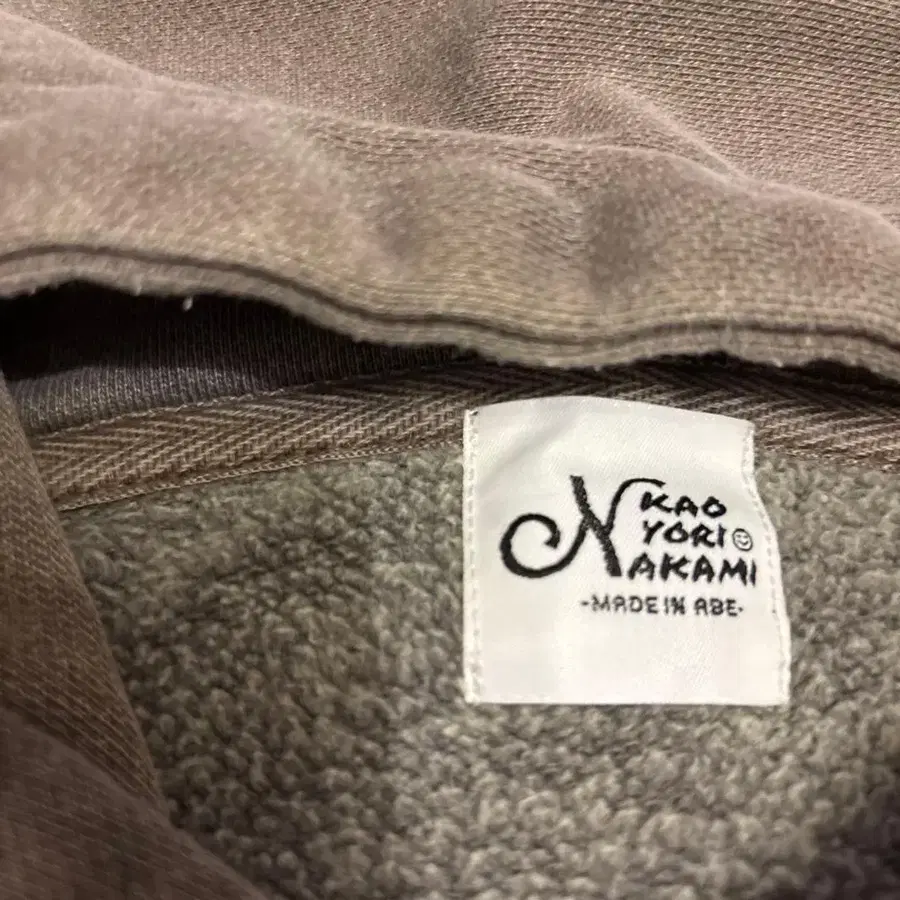 KAO
YORI
NAKAMI
-MADE IN ABE-